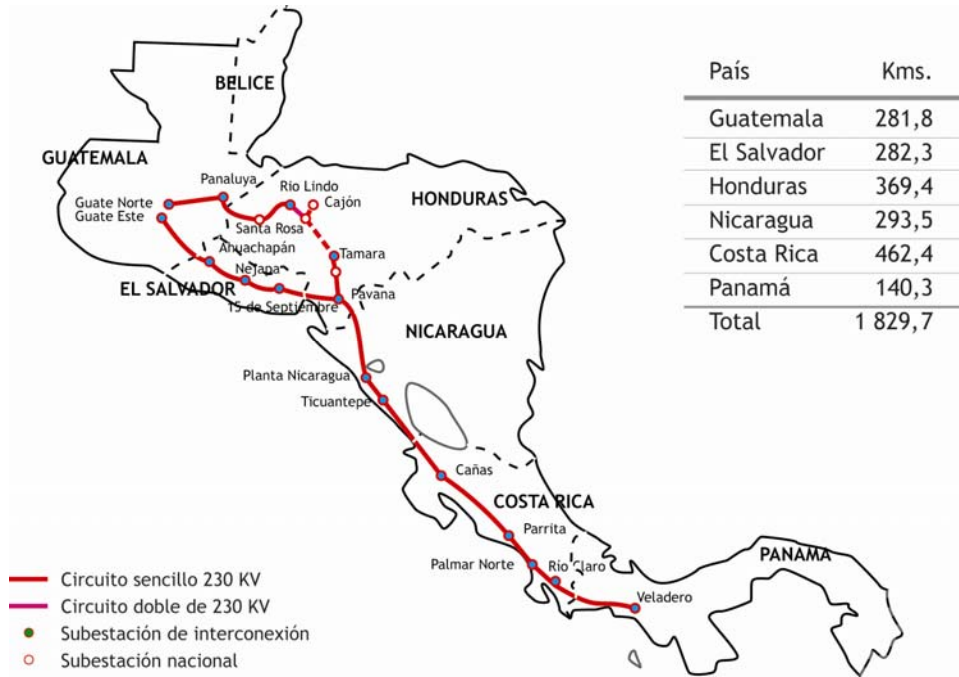 BELICE
GUATEMALA
Panaluya
Rio Lindo
Cajón
HONDURAS
Guate Norte
Guate Este
Santa Rosa
Ahuachapán
Tamara
Nejapa
EL SALVADOR
15 de Septiembre
Pavana
NICARAGUA
Planta Nicaragua
Ticuantepe
Cañas
COSTA RICA
Parrita
Palmar Norte
Rio Claro
PANAMA
Veladero
País Kms.
Guatemala 281,8
El Salvador 282,3
Honduras 369,4
Nicaragua 293,5
Costa Rica 462,4
Panamá 140,3
Total 1 829,7
Circuito sencillo 230 KV
Circuito doble de 230 KV
Subestación de interconexión
Subestación nacional